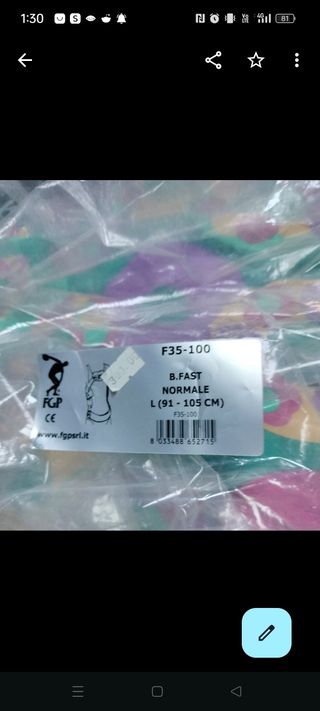 1:30
81
F35-100
B.FAST
NORMALE
L (91 - 105 CM)
F35-100
8 033488 652715
FGP
CE
www.fgpsrl.it